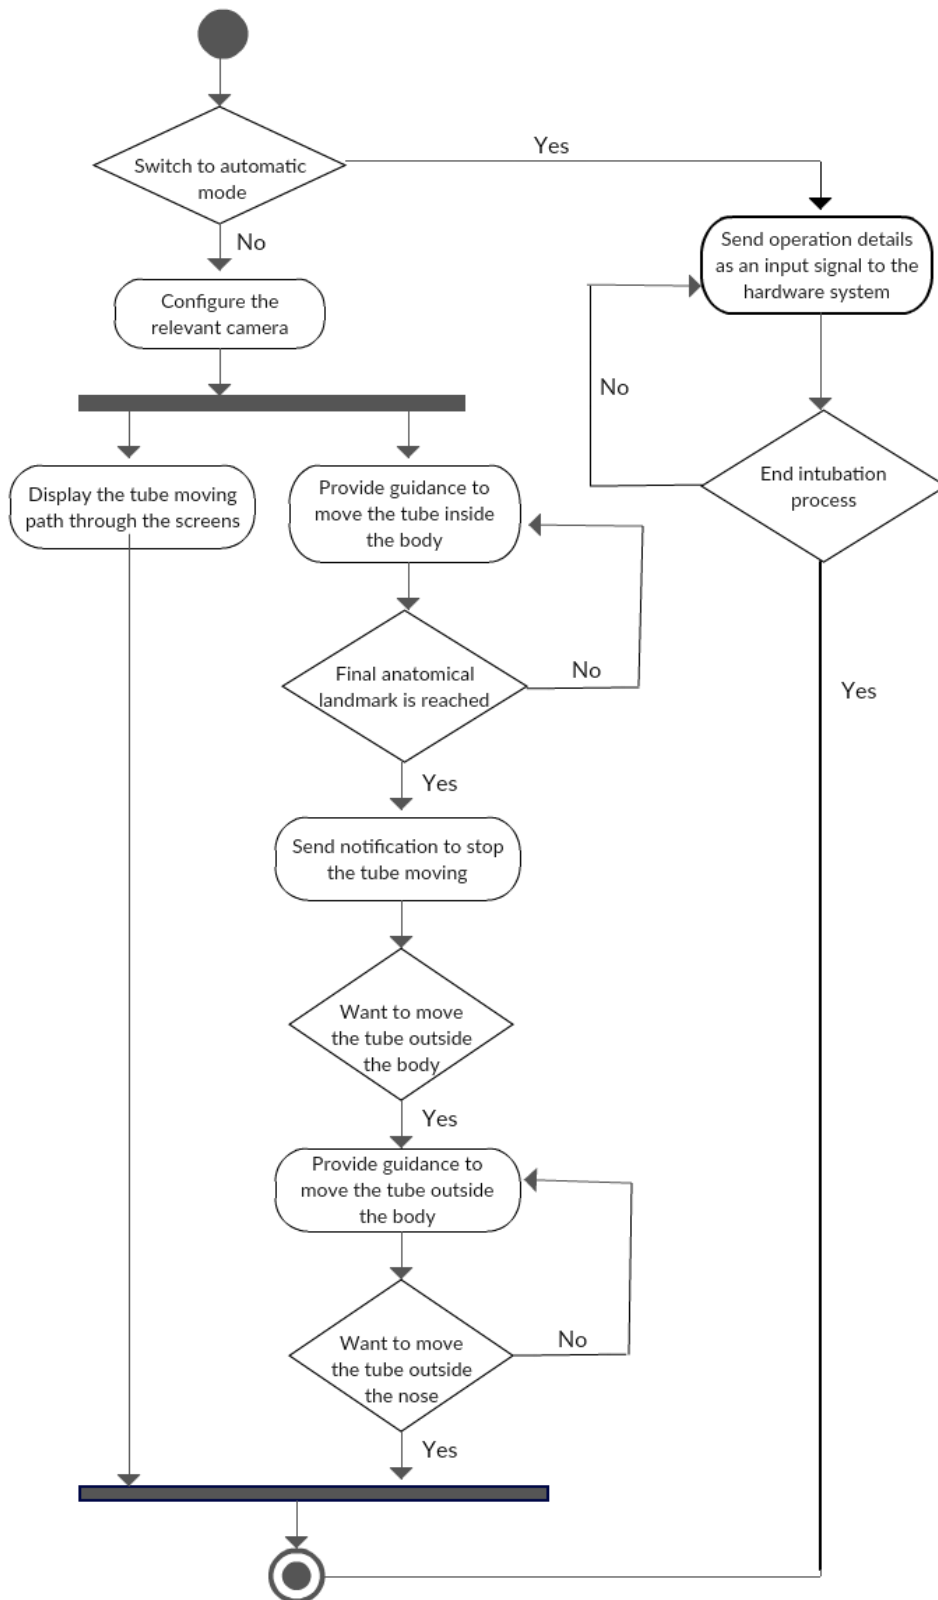 Yes
Switch to automatic
mode
No
Send operation details
as an input signal to the
hardware system
Configure the
relevant camera
No
Display the tube moving
path through the screens
Provide guidance to
move the tube inside
the body
End intubation
process
Final anatomical
landmark is reached
No
Yes
Yes
Send notification to stop
the tube moving
Want to move
the tube outside
the body
Yes
Provide guidance to
move the tube outside
the body
Want to move
the tube outside
the nose
No
Yes